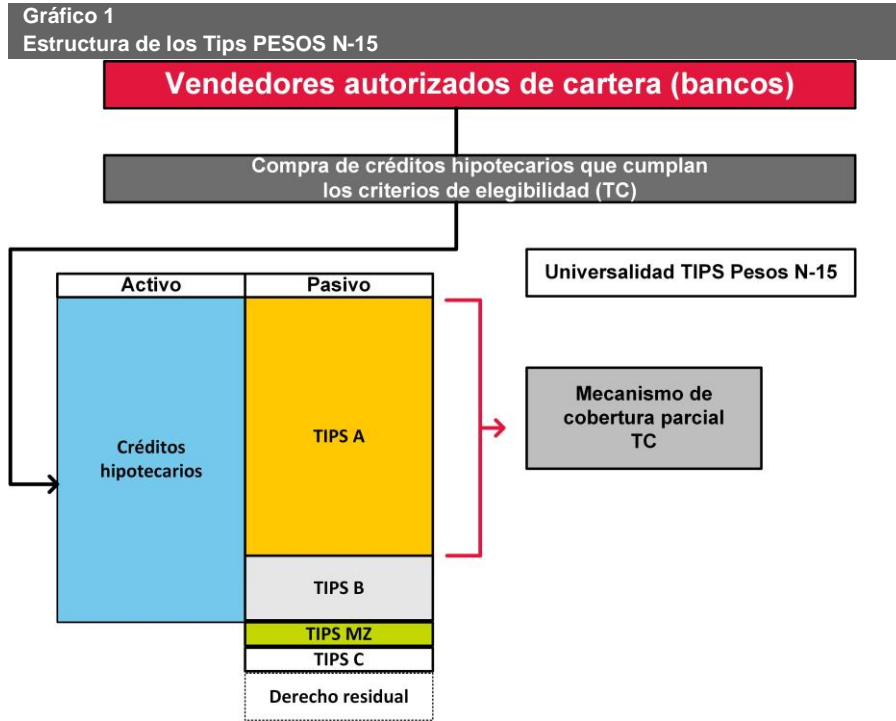 Gráfico 1
Estructura de los Tips PESOS N-15
Vendedores autorizados de cartera (bancos)
Compra de créditos hipotecarios que cumplan
los criterios de elegibilidad (TC)
Universalidad TIPS Pesos N-15
Activo
Pasivo
Créditos
hipotecarios
TIPS A
Mecanismo de
cobertura parcial
TC
TIPS B
TIPS MZ
TIPS C
Derecho residual